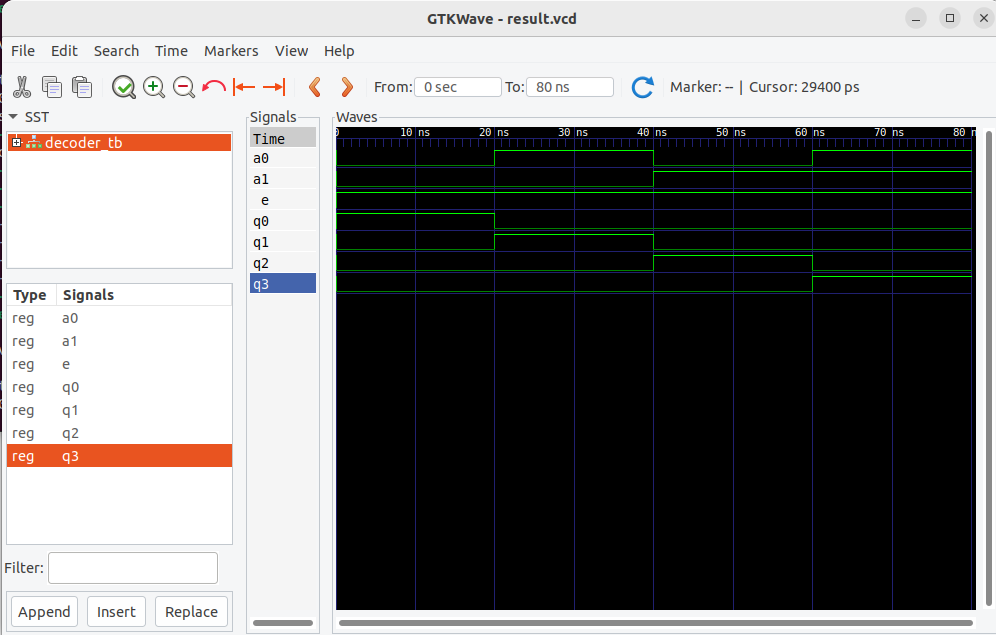 GTKWave - result.vcd
File Edit Search Time Markers View Help
From: 0 sec To: 80 ns Marker: -- | Cursor: 29400 ps
SST
decoder_tb
Type Signals
reg a0
reg a1
reg e
reg q0
reg q1
reg q2
reg q3
Filter:
Append Insert Replace
Signals
Time
a0
a1
e
q0
q1
q2
q3
Waves
0 10 ns 20 ns 30 ns 40 ns 50 ns 60 ns 70 ns 80 n